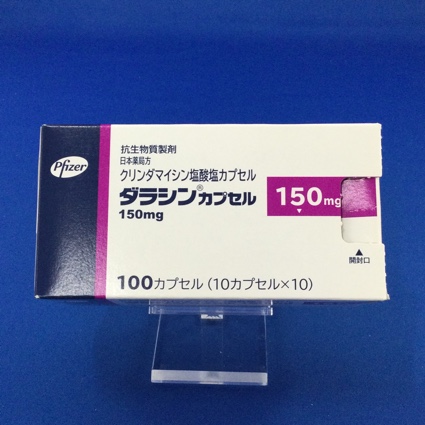 Pfizer
抗生物質製剤
日本薬局方
クリンダマイシン塩酸塩カプセル
ダラシン®カプセル
150mg
150mg
▼
▲
開封口
100カプセル (10カプセル×10)